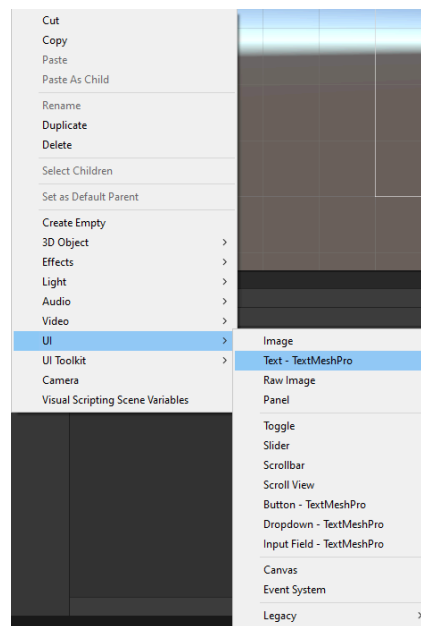 Cut
Copy
Paste
Paste As Child
Rename
Duplicate
Delete
Select Children
Set as Default Parent
Create Empty
3D Object
Effects
Light
Audio
Video
UI
UI Toolkit
Camera
Visual Scripting Scene Variables
Image
Text - TextMeshPro
Raw Image
Panel
Toggle
Slider
Scrollbar
Scroll View
Button - TextMeshPro
Dropdown - TextMeshPro
Input Field - TextMeshPro
Canvas
Event System
Legacy